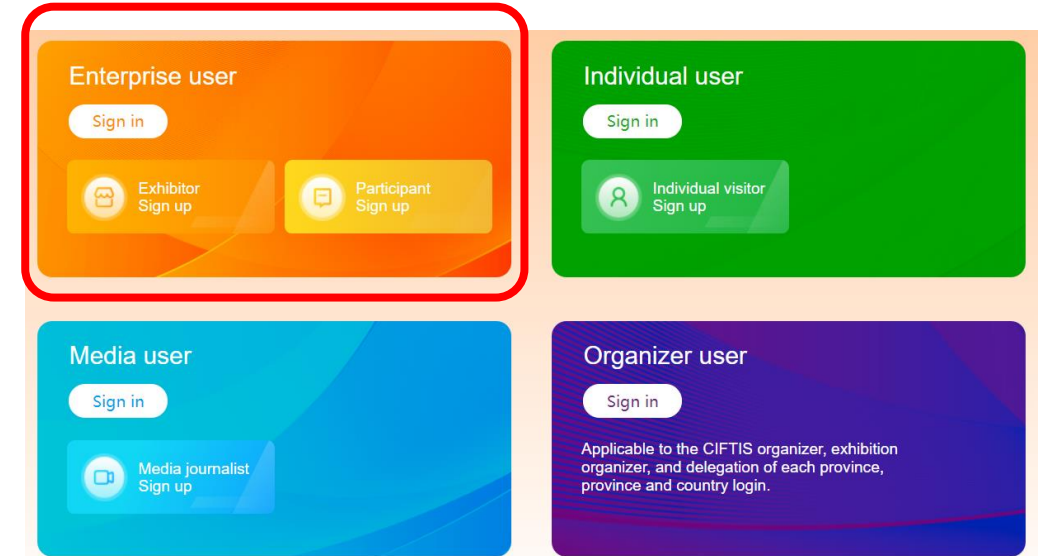 Enterprise user
Sign in
Exhibitor
Sign up
Participant
Sign up
Individual user
Sign in
Individual visitor
Sign up
Media user
Sign in
Media journalist
Sign up
Organizer user
Sign in
Applicable to the CIFTIS organizer, exhibition
organizer, and delegation of each province,
province and country login.